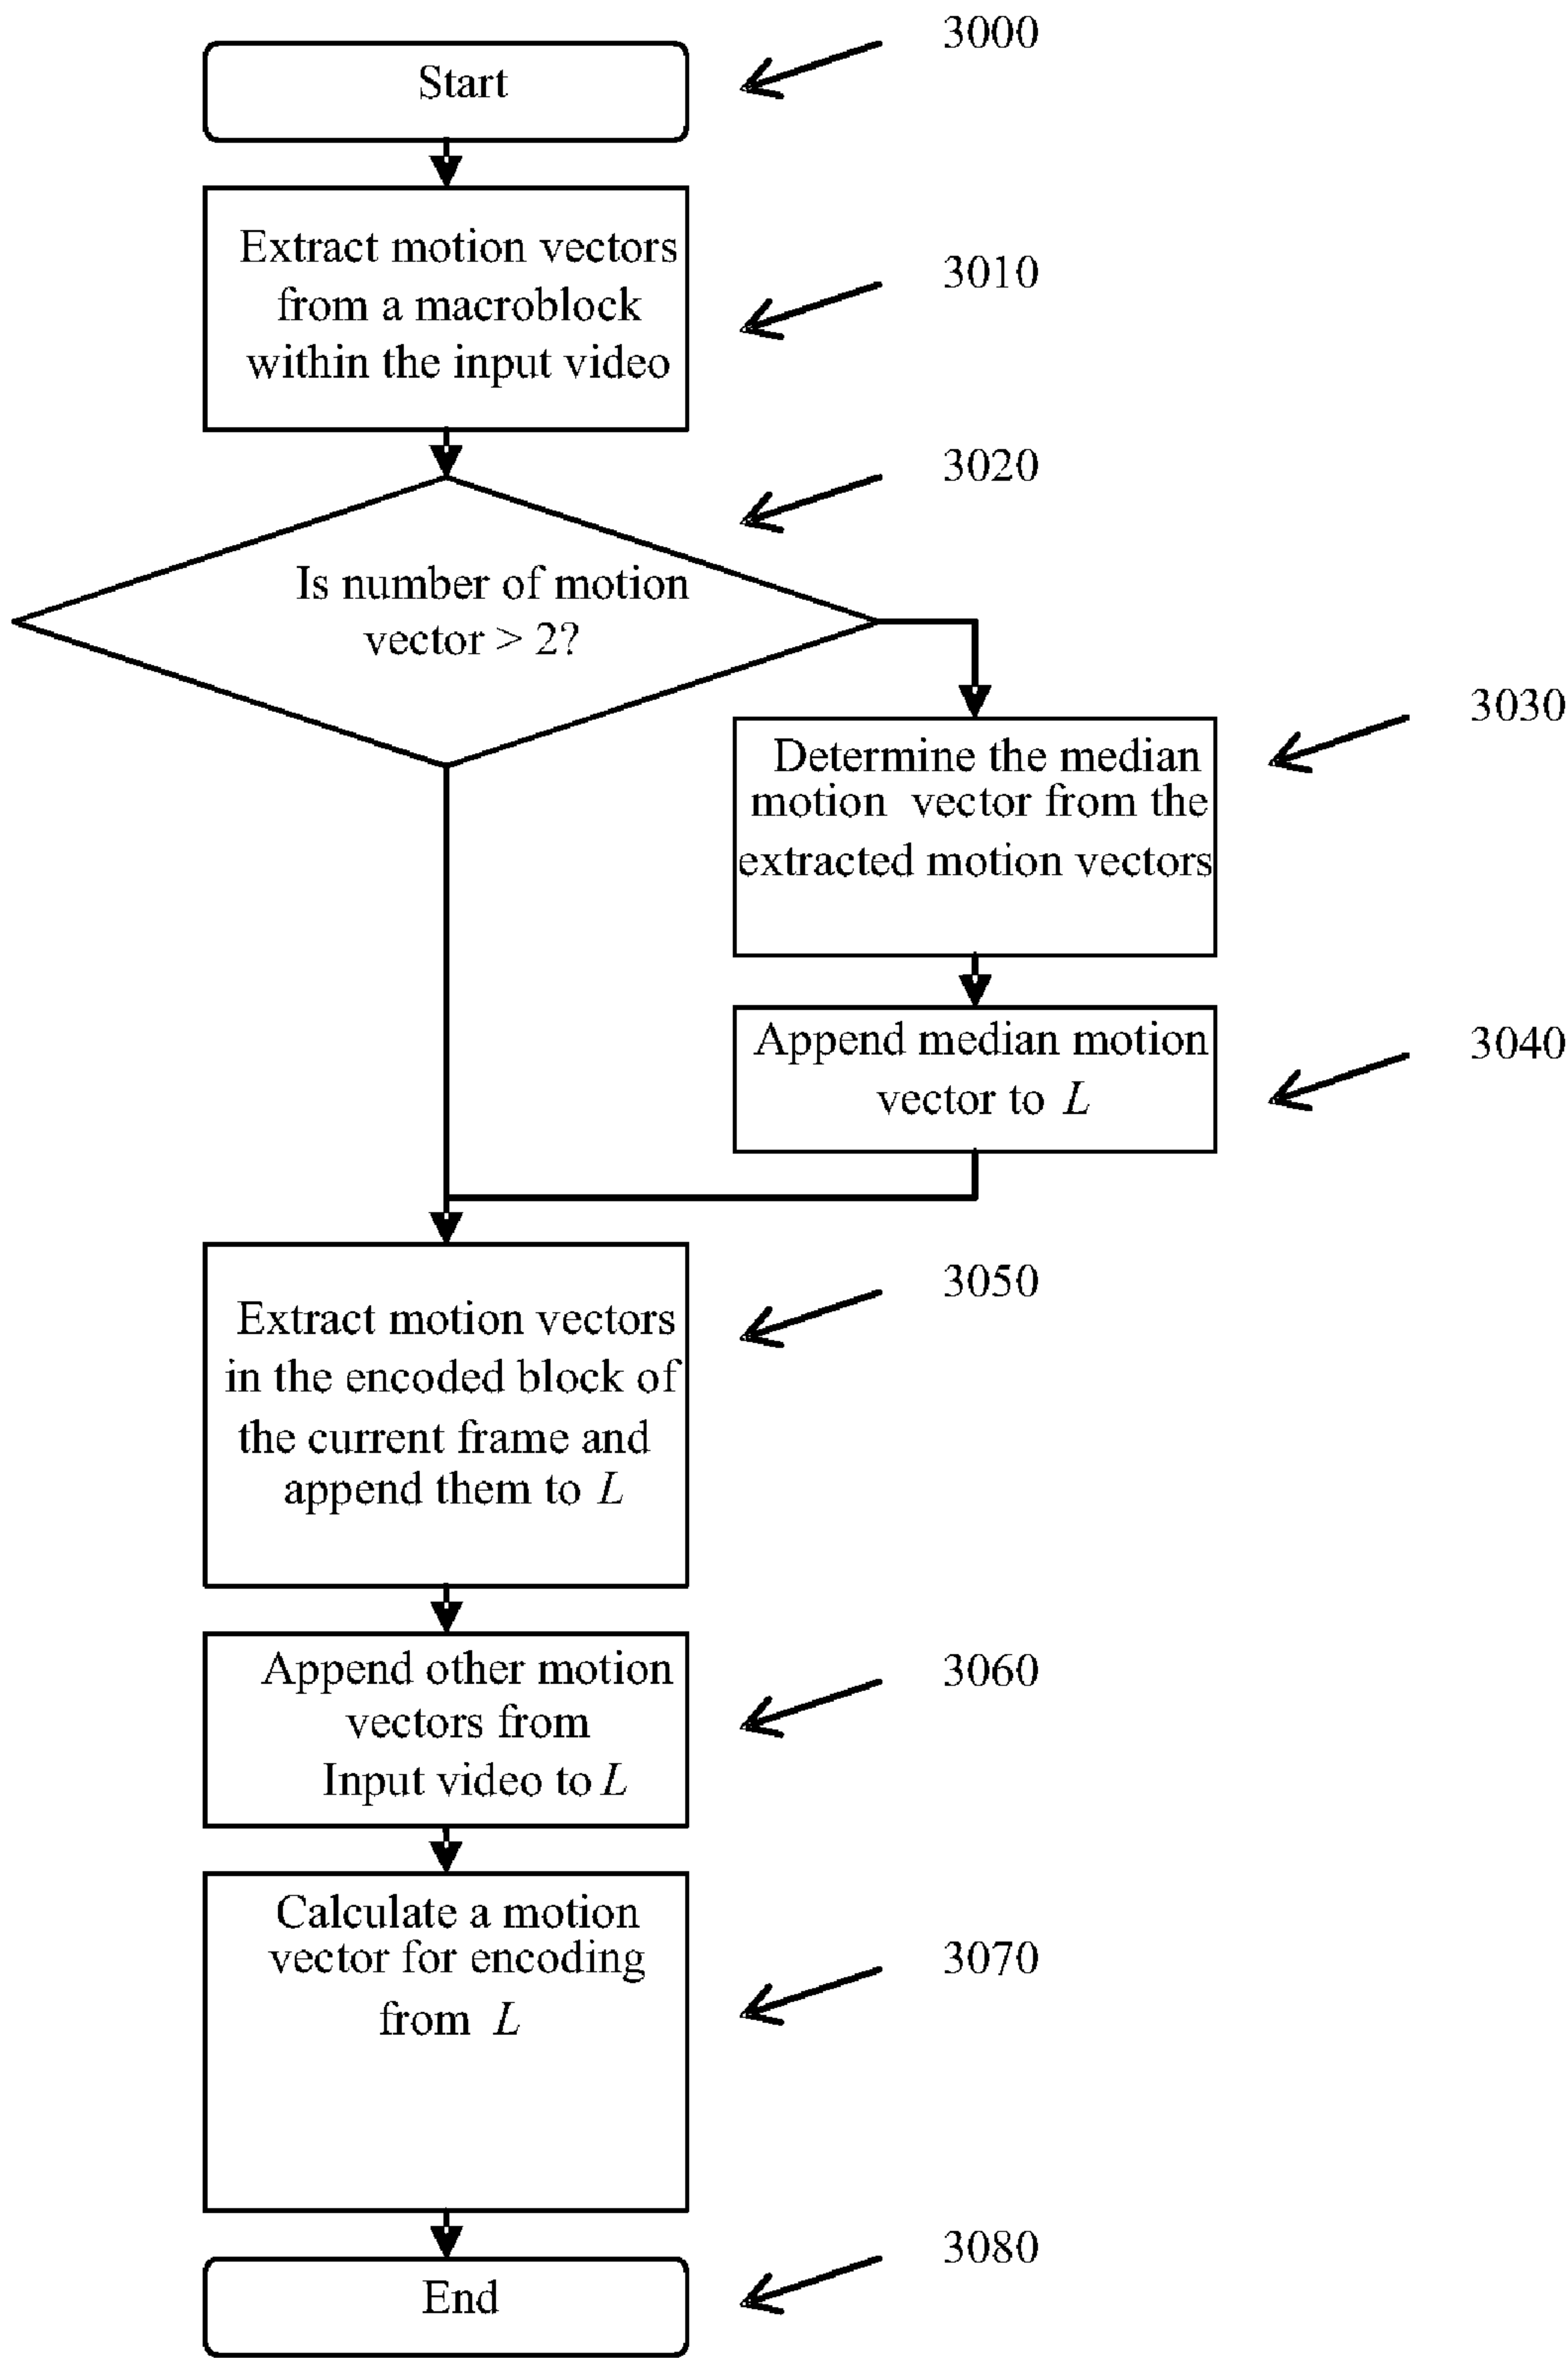 3000
Start
Extract motion vectors
from a macroblock
within the input video
3010
3020
Is number of motion
vector > 2?
3030
Determine the median
motion vector from the
extracted motion vectors
Append median motion
vector to L
3040
3050
Extract motion vectors
in the encoded block of
the current frame and
append them to L
Append other motion
vectors from
Input video to L
3060
Calculate a motion
vector for encoding
from L
3070
3080
End